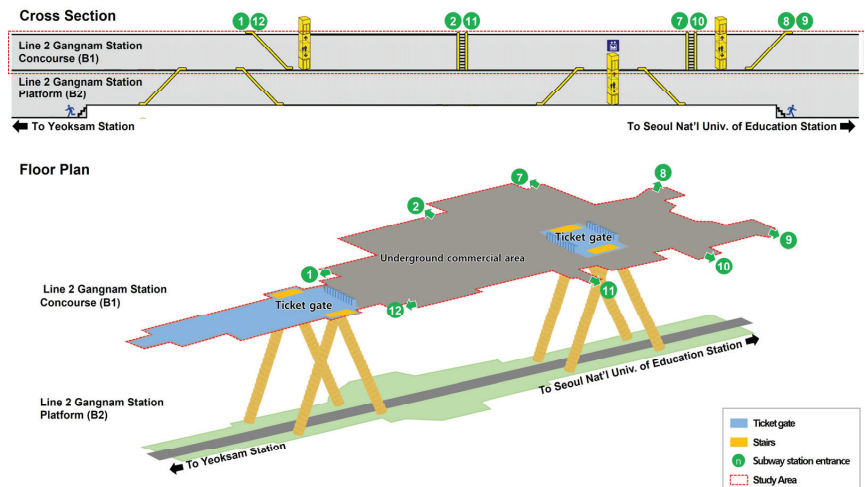 Cross Section
1 12
2 11
7 10
8 9
Line 2 Gangnam Station
Concourse (B1)
Line 2 Gangnam Station
Platform (B2)
To Yeoksam Station
To Seoul Nat'l Univ. of Education Station
Floor Plan
7
8
2
9
Ticket gate
Underground commercial area
10
1
11
Line 2 Gangnam Station
Concourse (B1)
Ticket gate
12
To Seoul Nat'l Univ. of Education Station
Line 2 Gangnam Station
Platform (B2)
To Yeoksam Station
Ticket gate
Stairs
n Subway station entrance
Study Area